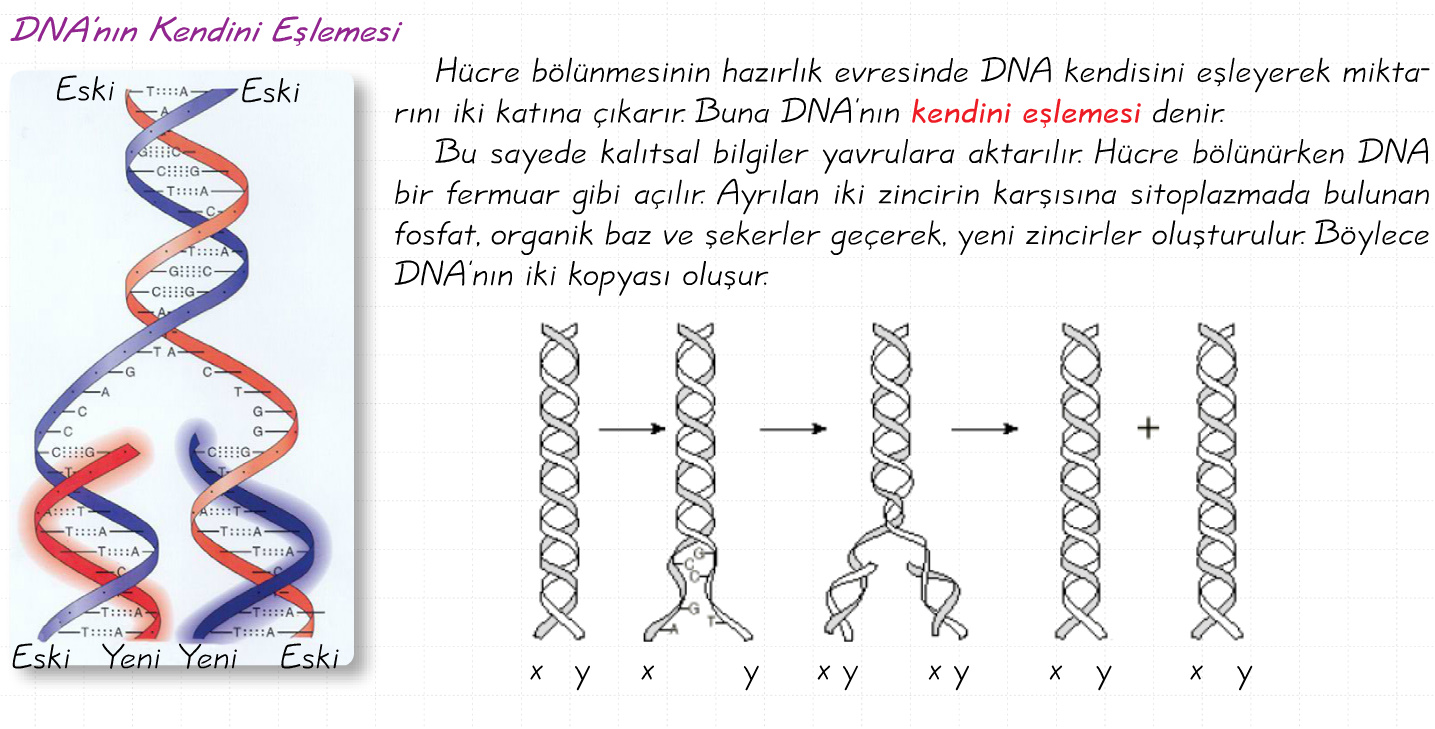 DNA'nın Kendini Eşlemesi
Hücre bölünmesinin hazırlık evresinde DNA kendisini eşleyerek mikta-
rını iki katına çıkarır. Buna DNA'nın kendini eşlemesi denir.
Bu sayede kalıtsal bilgiler yavrulara aktarılır. Hücre bölünürken DNA
bir fermuar gibi açılır. Ayrılan iki zincirin karşısına sitoplazmada bulunan
fosfat, organik baz ve şekerler geçerek, yeni zincirler oluşturulur. Böylece
DNA'nın iki kopyası oluşur.
Eski Eski
T A
A
G C
C G
T A
C
T A
G C
C G
A
T A
G C
A T
C G
C G
C G C G
T T
A T A T
T A T A
T A T A
C C
T A T A
T A T A
Eski Yeni Yeni Eski
G
C
C
G
A T
+
x y x y x y x y x y x y